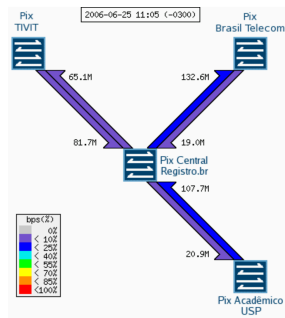 2006-06-25 11:05 (-0300)
Pix
TIVIT
Pix
Brasil Telecom
65.1M
132.6M
81.7M
19.0M
Pix Central
Registro.br
107.7M
20.9M
Pix Acadêmico
USP
bps(%)
0%
< 10%
< 25%
< 40%
< 55%
< 70%
< 85%
<100%